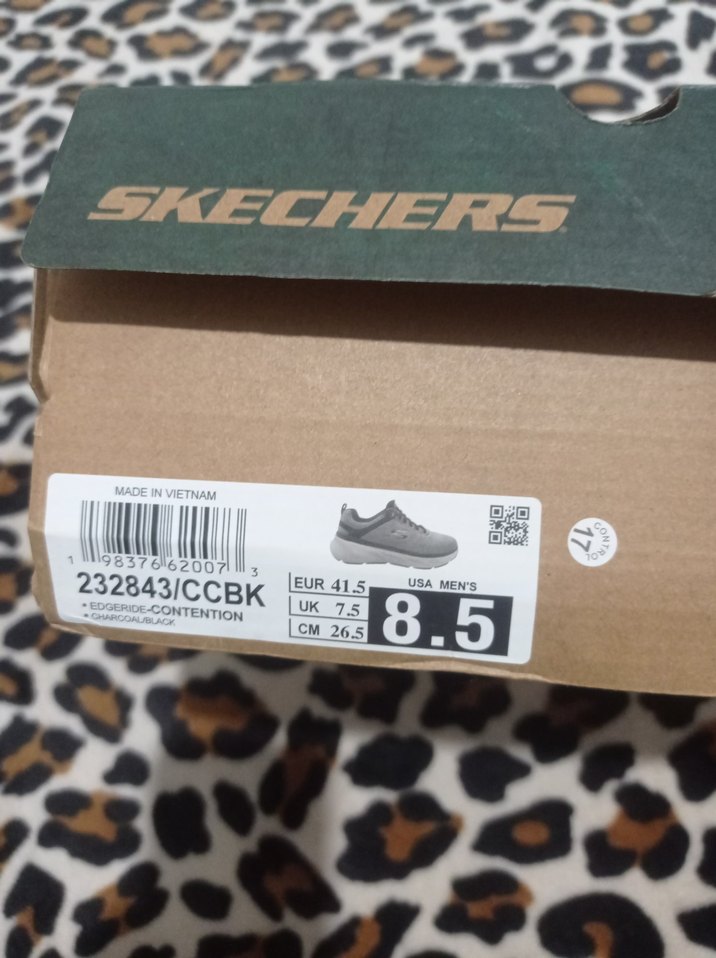 SKECHERS
MADE IN VIETNAM
1 98376 62007 3
232843/CCBK
• EDGERIDE-CONTENTION
• CHARCOAL/BLACK
EUR 41.5
UK 7.5
CM 26.5
USA MEN'S
8.5
CONTROL
17